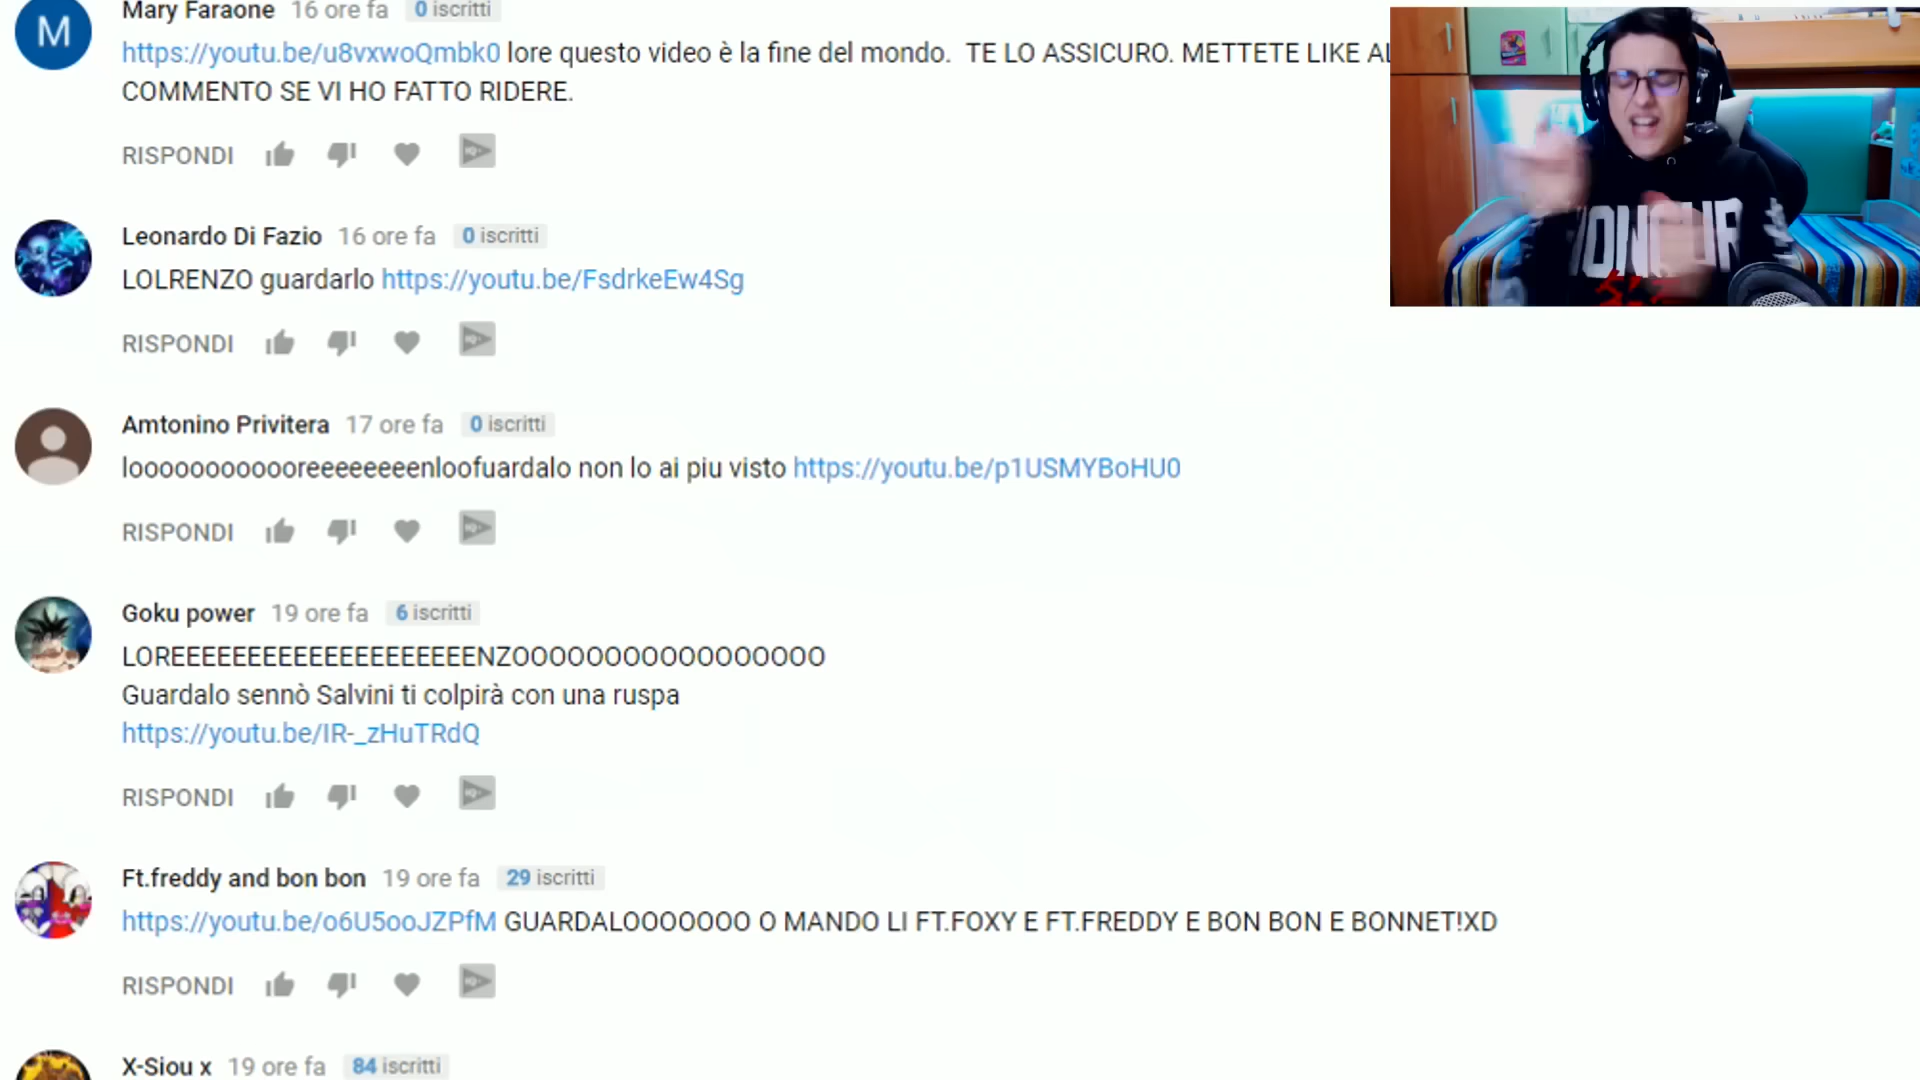 M
Mary Faraone 16 ore fa 0 iscritti
https://youtu.be/u8vxwoQmbk0 lore questo video è la fine del mondo. TE LO ASSICURO. METTETE LIKE AL
COMMENTO SE VI HO FATTO RIDERE.
RISPONDI
Leonardo Di Fazio 16 ore fa 0 iscritti
LOLRENZO guardarlo https://youtu.be/FsdrkeEw4Sg
RISPONDI
Amtonino Privitera 17 ore fa 0 iscritti
loooooooooooreeeeeeeenloofuardalo non lo ai piu visto https://youtu.be/p1USMYBoHU0
RISPONDI
Goku power 19 ore fa 6 iscritti
LOREEEEEEEEEEEEEEEEEEEENZOOOOOOOOOOOOOOOOO
Guardalo sennò Salvini ti colpirà con una ruspa
https://youtu.be/IR-_zHuTRdQ
RISPONDI
Ft.freddy and bon bon 19 ore fa 29 iscritti
https://youtu.be/o6U5ooJZPfM GUARDALOOOOOOO O MANDO LI FT.FOXY E FT.FREDDY E BON BON E BONNET!XD
RISPONDI
X-Siou x 19 ore fa 84 iscritti